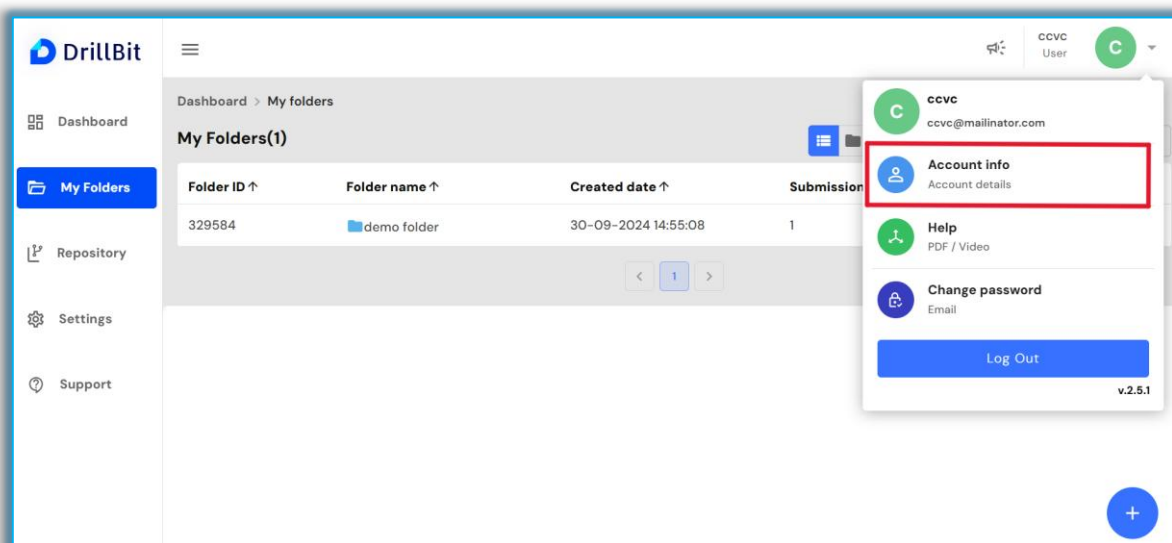 DrillBit
ccvc
User
C
Dashboard
My Folders
Repository
Settings
Support
Dashboard > My folders
My Folders(1)
Folder ID↑ Folder name↑ Created date↑ Submission
329584 demo folder 30-09-2024 14:55:08 1
< 1 >
C
ccvc
ccvc@mailinator.com
Account info
Account details
Help
PDF / Video
Change password
Email
Log Out
v.2.5.1
+